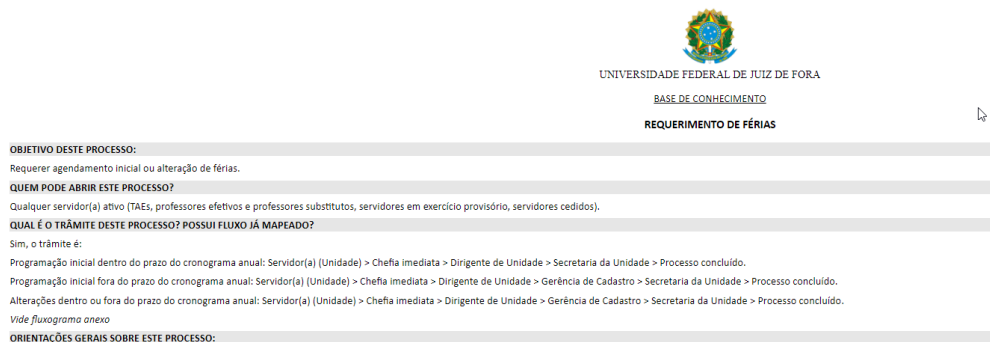 UNIVERSIDADE FEDERAL DE JUIZ DE FORA
BASE DE CONHECIMENTO
REQUERIMENTO DE FÉRIAS
OBJETIVO DESTE PROCESSO:
Requerer agendamento inicial ou alteração de férias.
QUEM PODE ABRIR ESTE PROCESSO?
Qualquer servidor(a) ativo (TAEs, professores efetivos e professores substitutos, servidores em exercício provisório, servidores cedidos).
QUAL É O TRÂMITE DESTE PROCESSO? POSSUI FLUXO JÁ MAPEADO?
Sim, o trâmite é:
Programação inicial dentro do prazo do cronograma anual: Servidor(a) (Unidade) > Chefia imediata > Dirigente de Unidade > Secretaria da Unidade > Processo concluído.
Programação inicial fora do prazo do cronograma anual: Servidor(a) (Unidade) > Chefia imediata > Dirigente de Unidade > Gerência de Cadastro > Secretaria da Unidade > Processo concluído.
Alterações dentro ou fora do prazo do cronograma anual: Servidor(a) (Unidade) > Chefia imediata > Dirigente de Unidade > Gerência de Cadastro > Secretaria da Unidade > Processo concluído.
Vide fluxograma anexo
ORIENTAÇÕES GERAIS SOBRE ESTE PROCESSO: